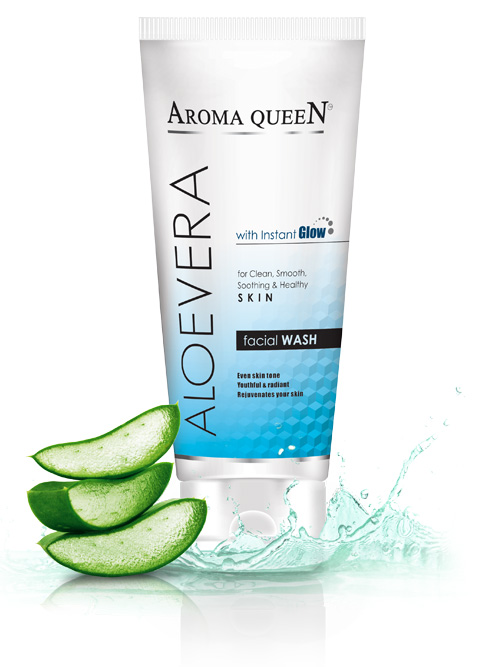 AROMA QUEEN
ALOEVERA
with Instant Glow
for Clean, Smooth,
Soothing & Healthy
SKIN
facial WASH
Even skin tone
Youthful & radiant
Rejuvenates your skin